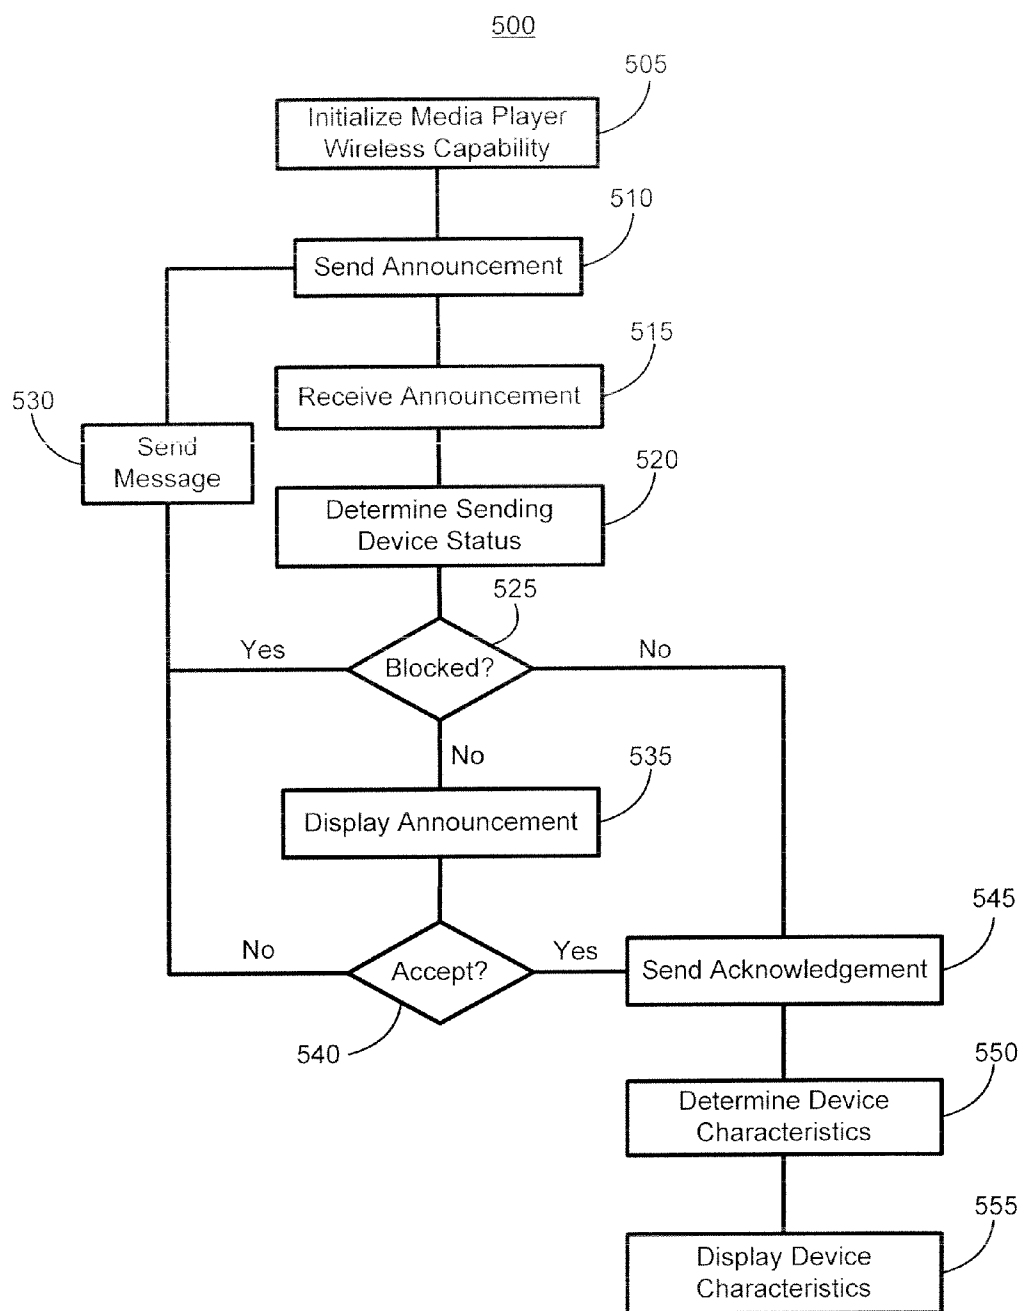 500
505
Initialize Media Player
Wireless Capability
510
Send Announcement
515
Receive Announcement
530
Send
Message
520
Determine Sending
Device Status
525
Yes
Blocked?
No
No
535
Display Announcement
545
No
Accept?
Yes
Send Acknowledgement
540
550
Determine Device
Characteristics
555
Display Device
Characteristics